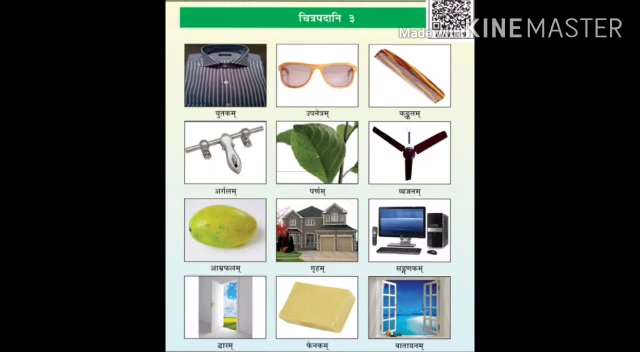 चित्रपदानि ३
Made with KINEMASTER
युतकम्
उपनेत्रम्
कङ्कतम्
अर्गलम्
पर्णम्
व्यजनम्
आम्रफलम्
गृहम्
सङ्गणकम्
द्वारम्
फेनकम्
वातायनम्